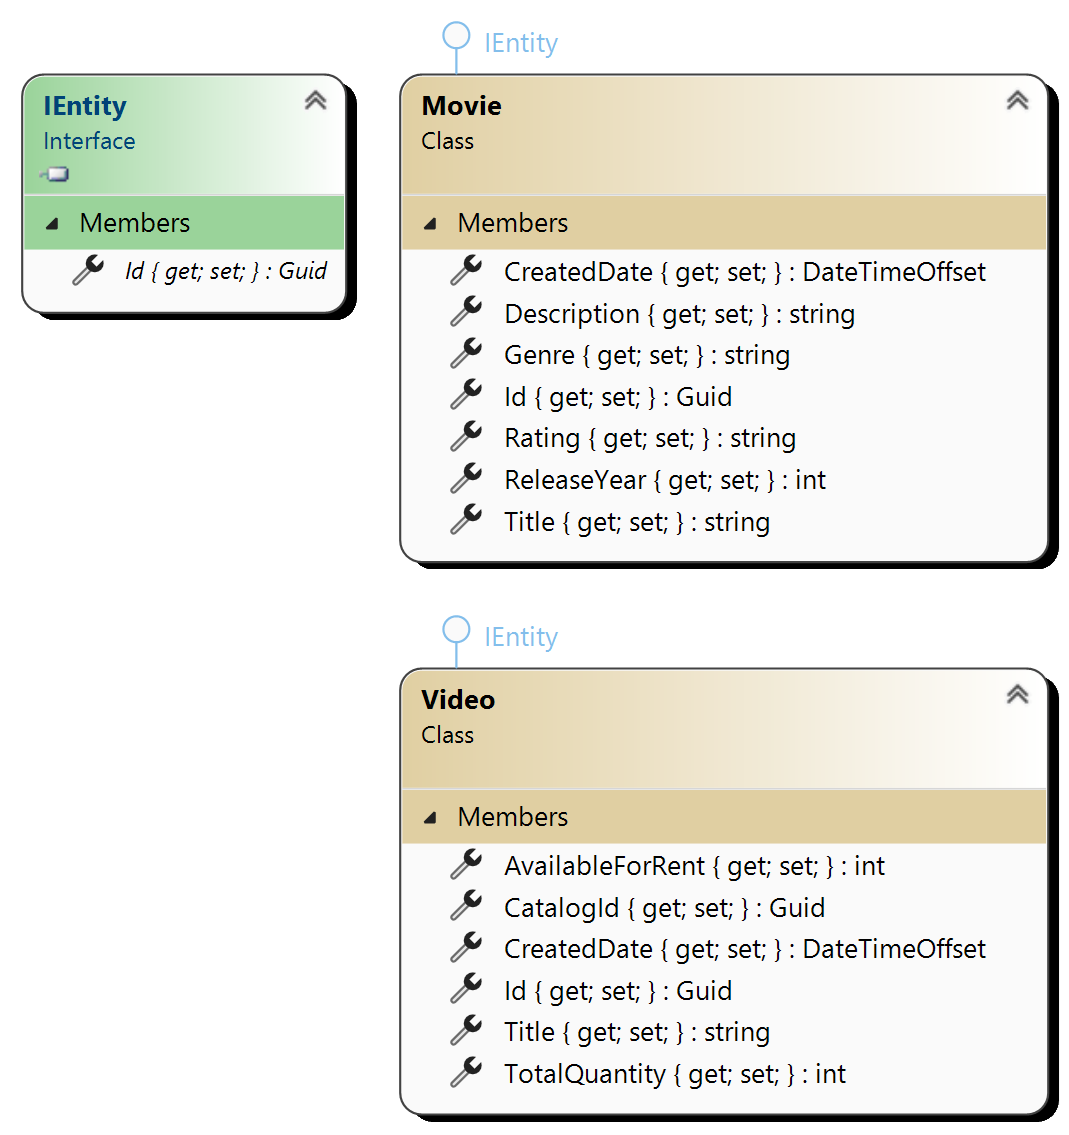 IEntity
Interface
Members
Id { get; set; } : Guid
IEntity
Movie
Class
Members
CreatedDate { get; set; } : DateTimeOffset
Description { get; set; } : string
Genre { get; set; } : string
Id { get; set; } : Guid
Rating { get; set; } : string
ReleaseYear { get; set; } : int
Title { get; set; } : string
IEntity
Video
Class
Members
AvailableForRent { get; set; } : int
CatalogId { get; set; } : Guid
CreatedDate { get; set; } : DateTimeOffset
Id { get; set; } : Guid
Title { get; set; } : string
TotalQuantity { get; set; } : int